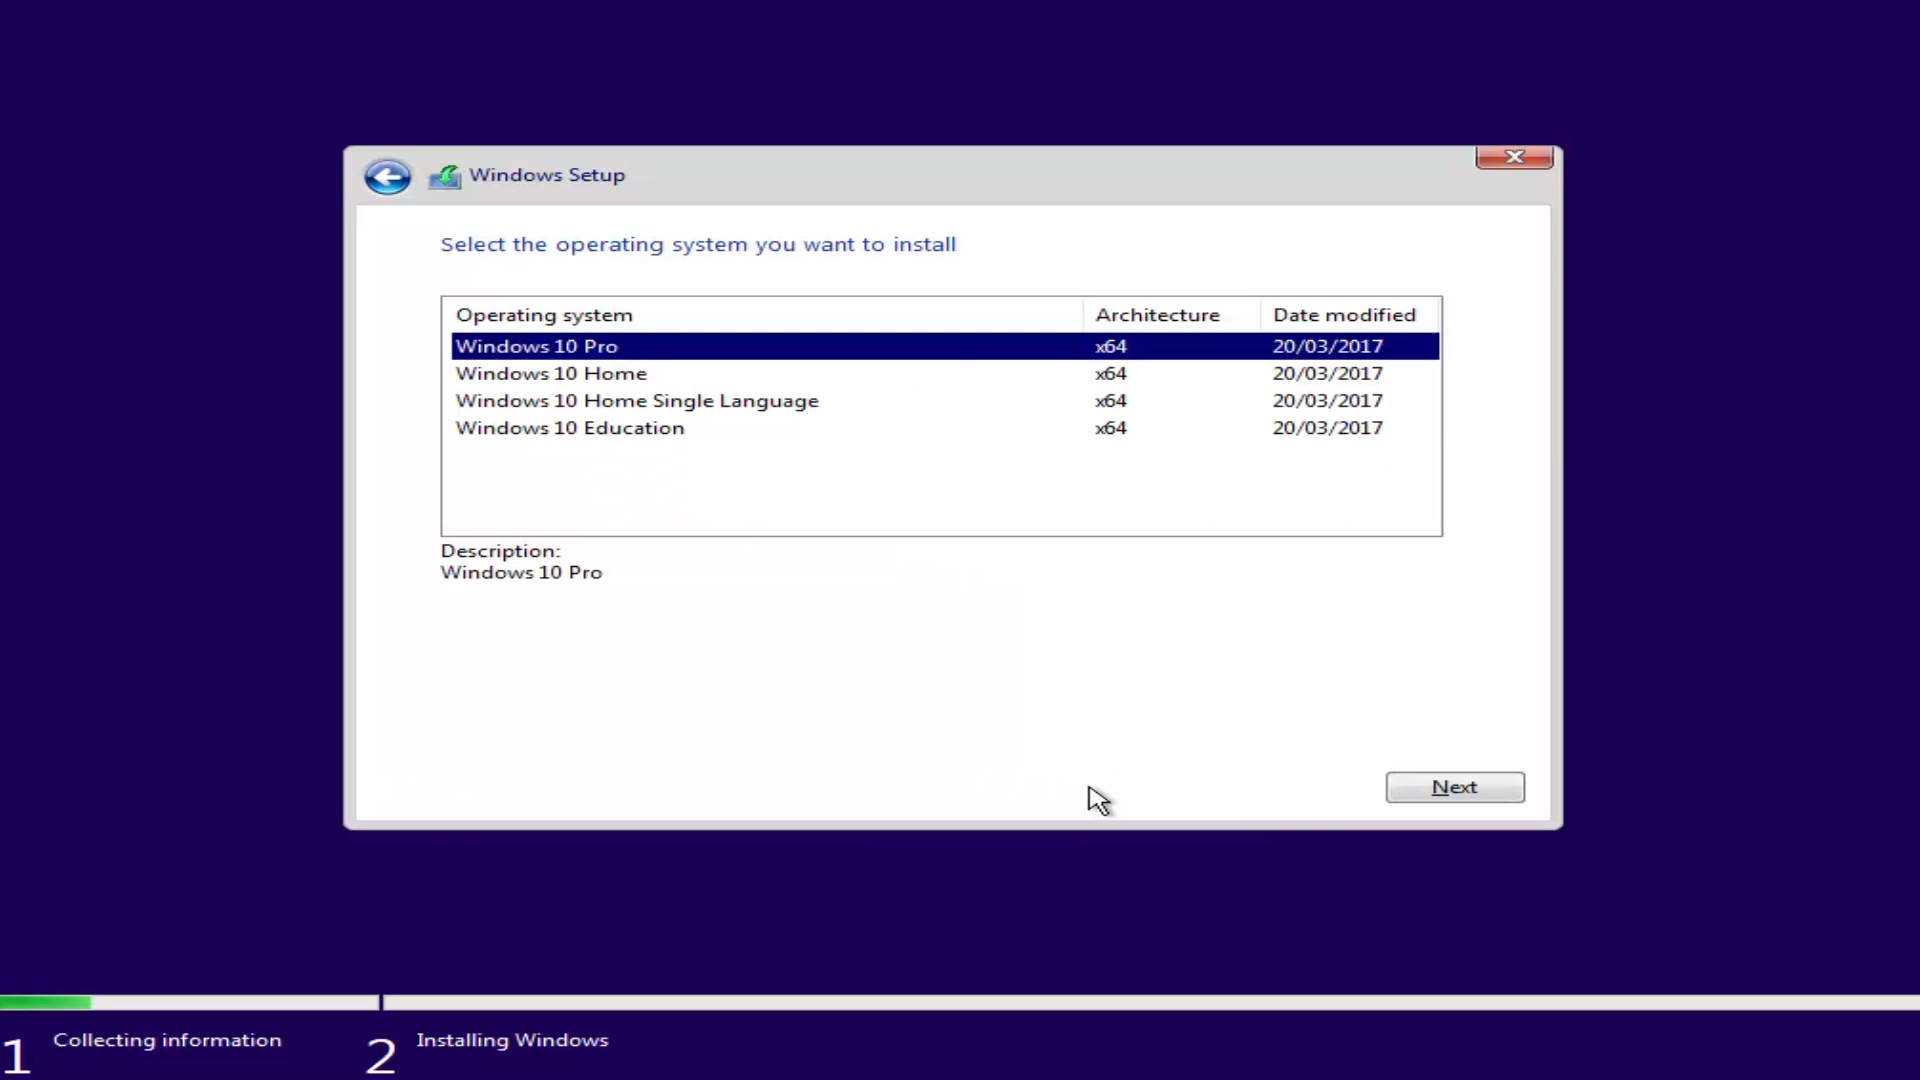 Windows Setup
Select the operating system you want to install
Operating system Architecture Date modified
Windows 10 Pro x64 20/03/2017
Windows 10 Home x64 20/03/2017
Windows 10 Home Single Language x64 20/03/2017
Windows 10 Education x64 20/03/2017
Description:
Windows 10 Pro
Next
1 Collecting information 2 Installing Windows